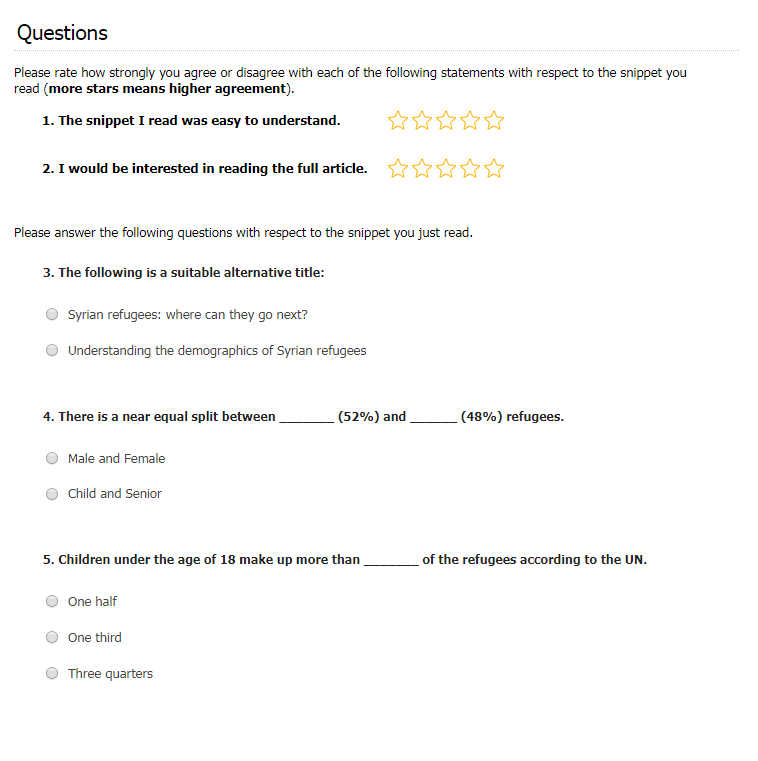 Questions
Please rate how strongly you agree or disagree with each of the following statements with respect to the snippet you
read (more stars means higher agreement).
1. The snippet I read was easy to understand.
2. I would be interested in reading the full article.
Please answer the following questions with respect to the snippet you just read.
3. The following is a suitable alternative title:
Syrian refugees: where can they go next?
Understanding the demographics of Syrian refugees
4. There is a near equal split between _______ (52%) and ______ (48%) refugees.
Male and Female
Child and Senior
5. Children under the age of 18 make up more than _______ of the refugees according to the UN.
One half
One third
Three quarters